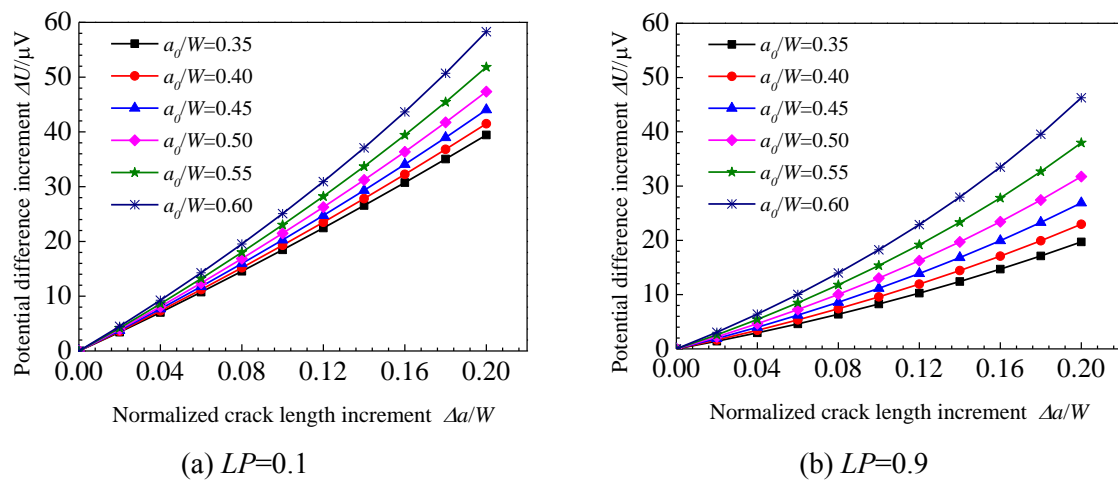 60
50
40
30
20
10
0
Potential difference increment ΔU/μV
a₀/W=0.35
a₀/W=0.40
a₀/W=0.45
a₀/W=0.50
a₀/W=0.55
a₀/W=0.60
0.00 0.04 0.08 0.12 0.16 0.20
Normalized crack length increment Δa/W
(a) LP=0.1
60
50
40
30
20
10
0
Potential difference increment ΔU/μV
a₀/W=0.35
a₀/W=0.40
a₀/W=0.45
a₀/W=0.50
a₀/W=0.55
a₀/W=0.60
0.00 0.04 0.08 0.12 0.16 0.20
Normalized crack length increment Δa/W
(b) LP=0.9